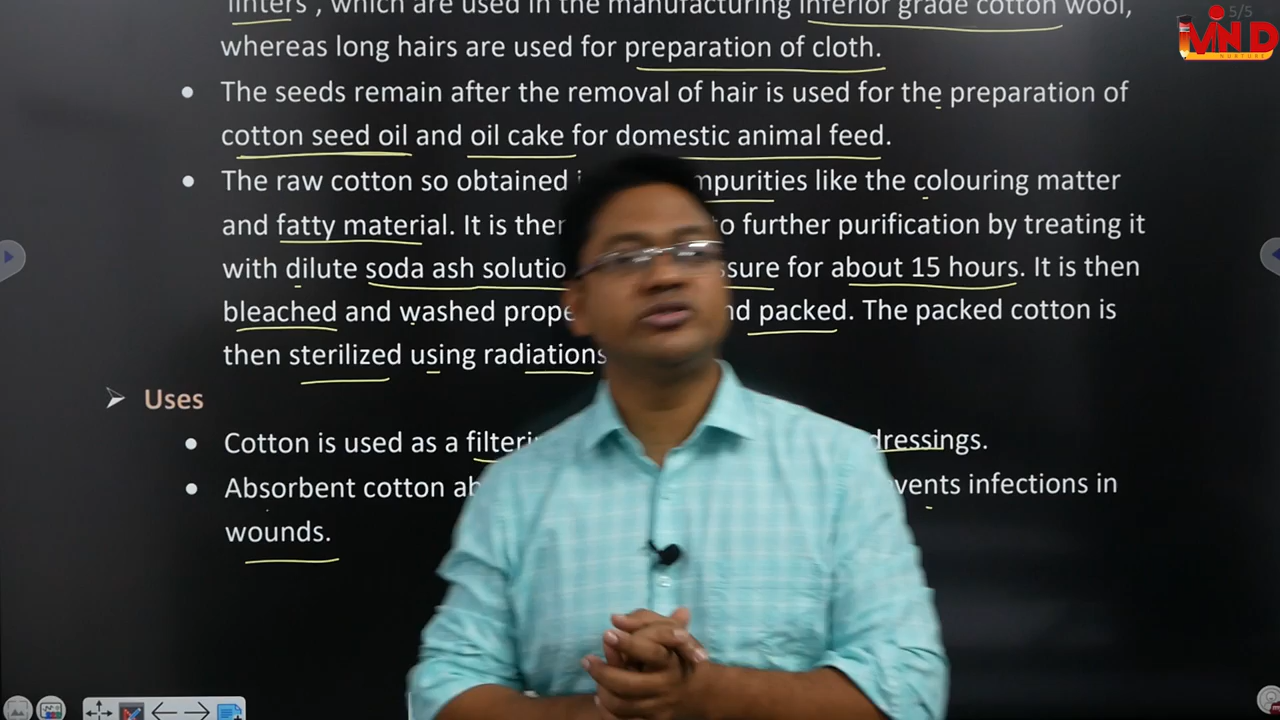 linters', which are used in the manufacturing inferior grade cotton wool,
whereas long hairs are used for preparation of cloth.
• The seeds remain after the removal of hair is used for the preparation of
cotton seed oil and oil cake for domestic animal feed.
• The raw cotton so obtained mpurities like the colouring matter
and fatty material. It is then to further purification by treating it
with dilute soda ash solutio ssure for about 15 hours. It is then
bleached and washed prope nd packed. The packed cotton is
then sterilized using radiations
➢ Uses
• Cotton is used as a filteri dressings.
• Absorbent cotton ab vents infections in
wounds.
5/5
MIND
NURTURE